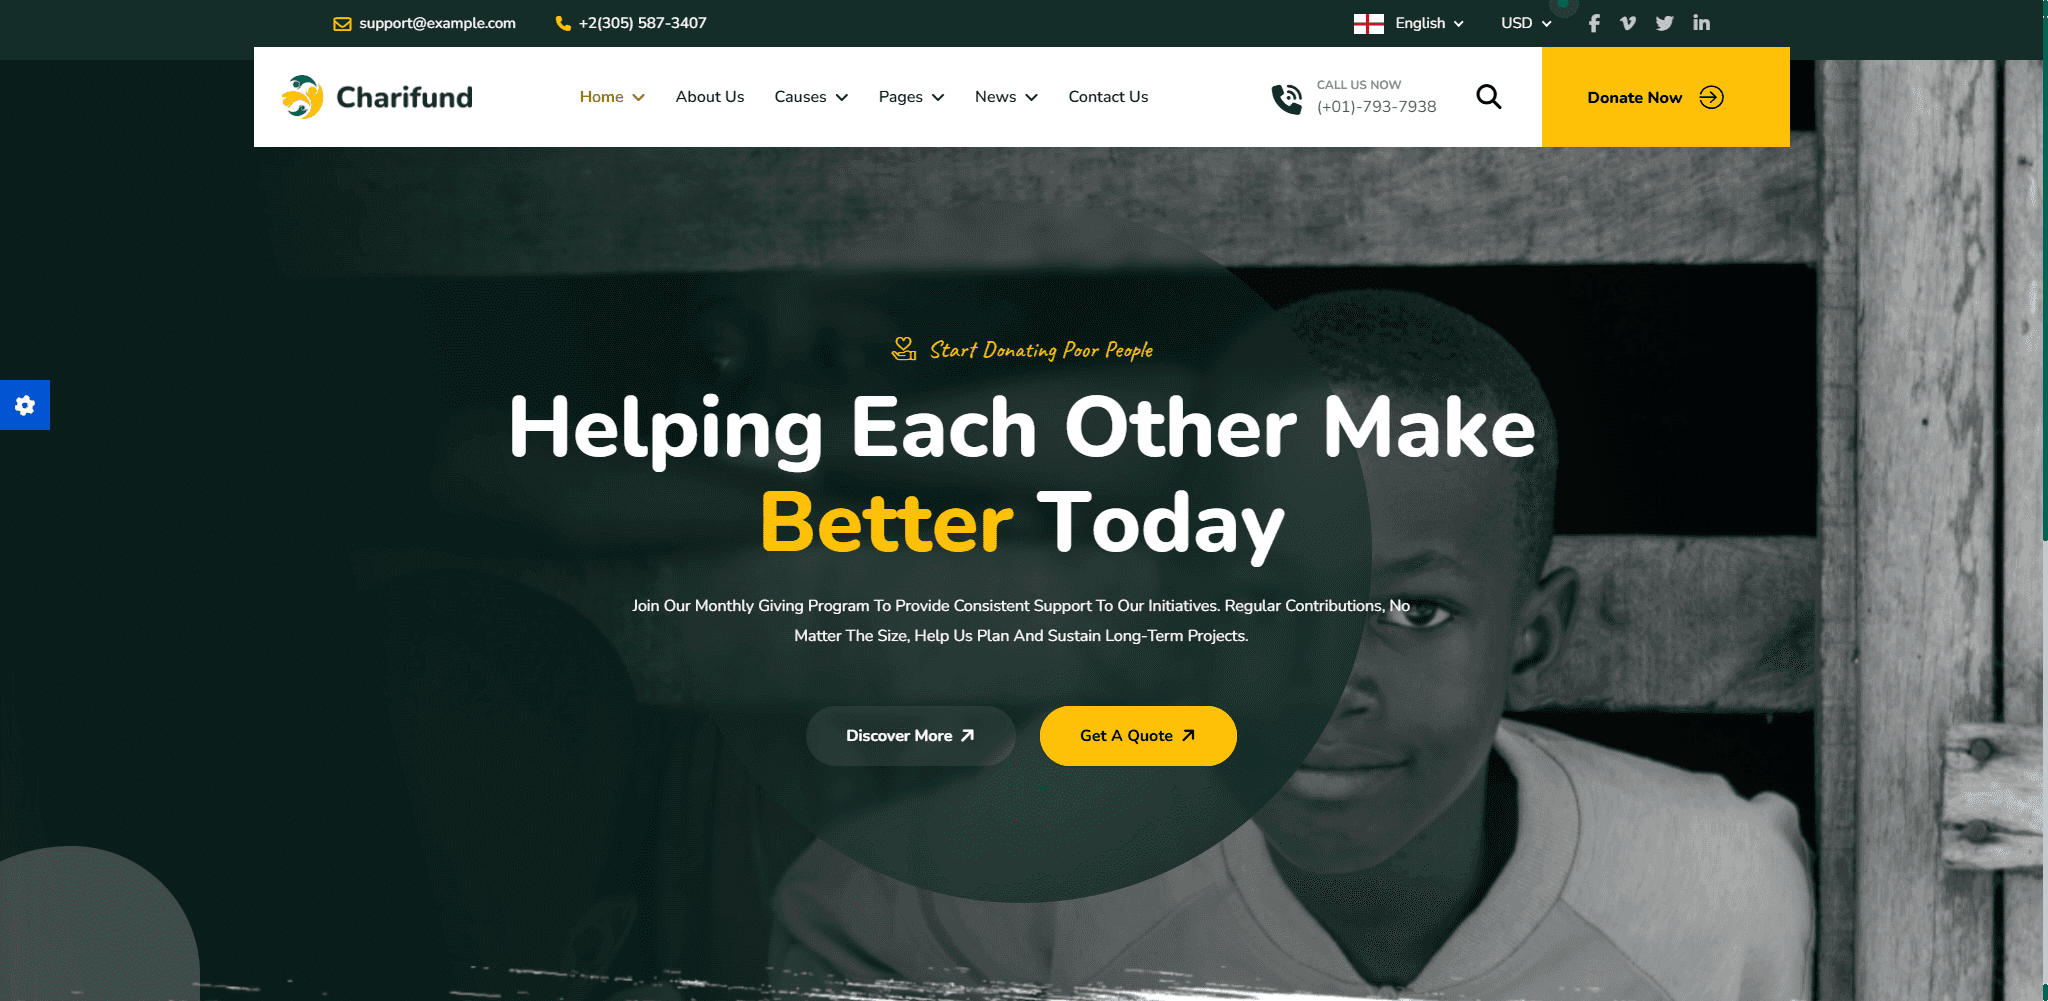 support@example.com
+2(305) 587-3407
English
USD
Charifund
Home
About Us
Causes
Pages
News
Contact Us
CALL US NOW
(+01)-793-7938
Donate Now
Start Donating Poor People
Helping Each Other Make
Better Today
Join Our Monthly Giving Program To Provide Consistent Support To Our Initiatives. Regular Contributions, No
Matter The Size, Help Us Plan And Sustain Long-Term Projects.
Discover More
Get A Quote